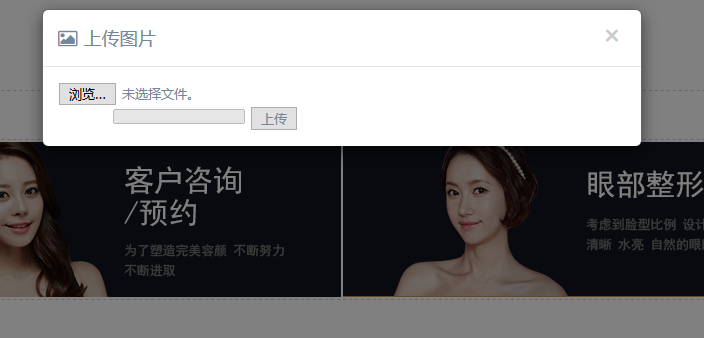 上传图片
×
浏览... 未选择文件。
上传
客户咨询
/预约
为了塑造完美容颜 不断努力
不断进取
眼部整形
考虑到脸型比例 设计
清晰 水亮 自然的眼